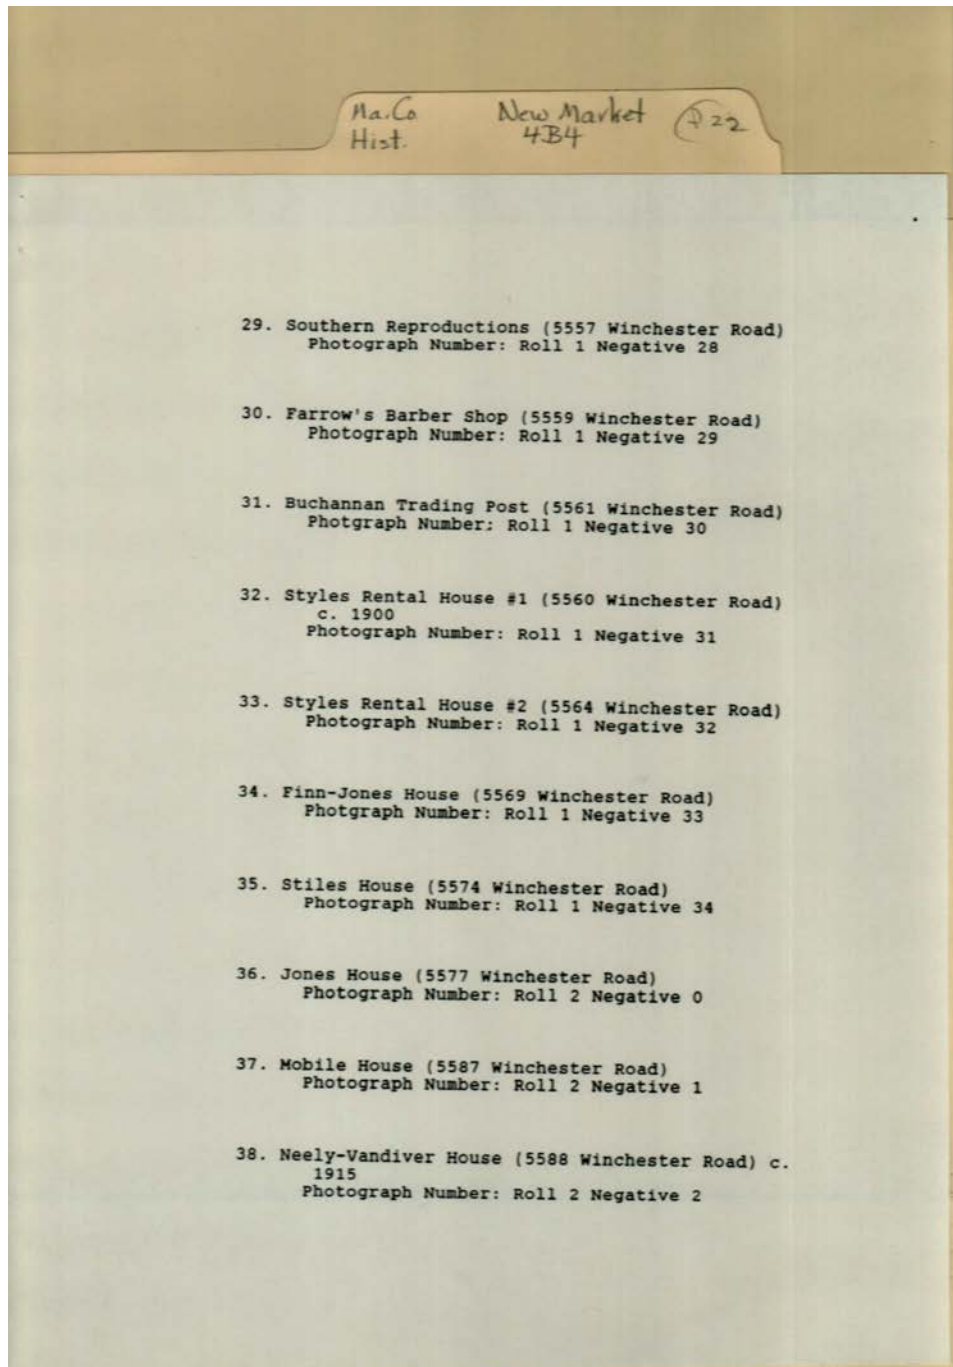 Ma.Co New Market P22
Hist. 4B4
29. Southern Reproductions (5557 Winchester Road)
Photograph Number: Roll 1 Negative 28
30. Farrow's Barber Shop (5559 Winchester Road)
Photograph Number: Roll 1 Negative 29
31. Buchannan Trading Post (5561 Winchester Road)
Photgraph Number: Roll 1 Negative 30
32. Styles Rental House #1 (5560 Winchester Road)
c. 1900
Photograph Number: Roll 1 Negative 31
33. Styles Rental House #2 (5564 Winchester Road)
Photograph Number: Roll 1 Negative 32
34. Finn-Jones House (5569 Winchester Road)
Photgraph Number: Roll 1 Negative 33
35. Stiles House (5574 Winchester Road)
Photograph Number: Roll 1 Negative 34
36. Jones House (5577 Winchester Road)
Photograph Number: Roll 2 Negative 0
37. Mobile House (5587 Winchester Road)
Photograph Number: Roll 2 Negative 1
38. Neely-Vandiver House (5588 Winchester Road) c.
1915
Photograph Number: Roll 2 Negative 2